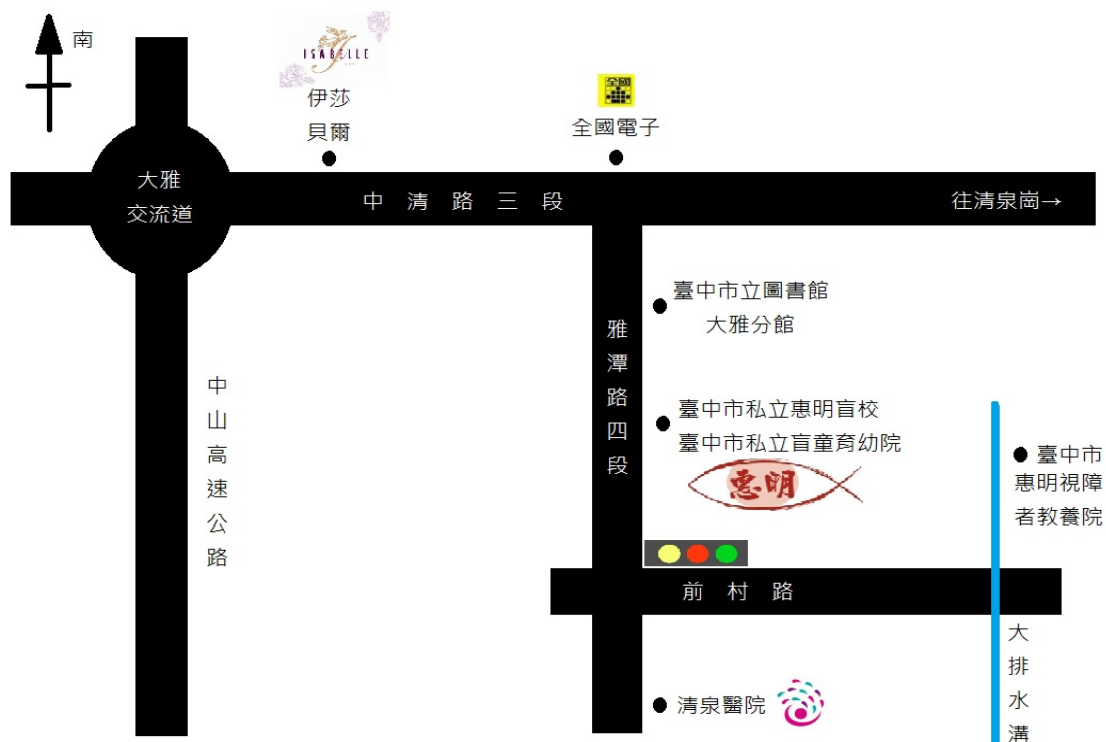 南
ISABELLE
伊莎
貝爾
全國
全國電子
大雅
交流道
中清路三段
往清泉崗→
臺中市立圖書館
大雅分館
雅潭路四段
中山高速公路
臺中市私立惠明盲校
臺中市私立盲童育幼院
惠明
臺中市
惠明視障
者教養院
前村路
大排水溝
清泉醫院